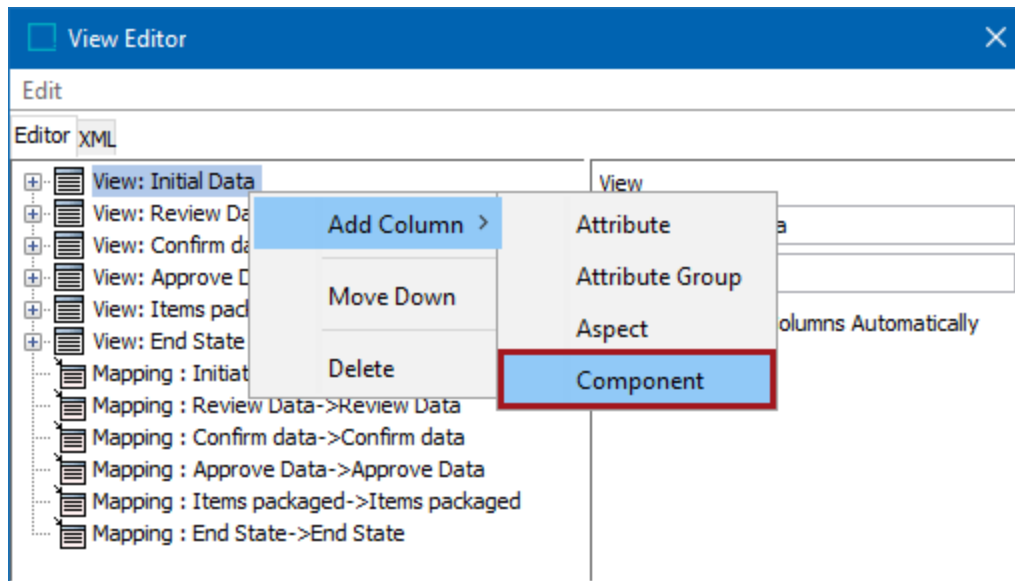 View Editor
Edit
Editor XML
View: Initial Data
View: Review Da
View: Confirm da
View: Approve D
View: Items pack
View: End State
Mapping : Initiat
Mapping : Review Data->Review Data
Mapping : Confirm data->Confirm data
Mapping : Approve Data->Approve Data
Mapping : Items packaged->Items packaged
Mapping : End State->End State
Add Column >
Move Down
Delete
Attribute
Attribute Group
Aspect
Component
View
a
olumns Automatically